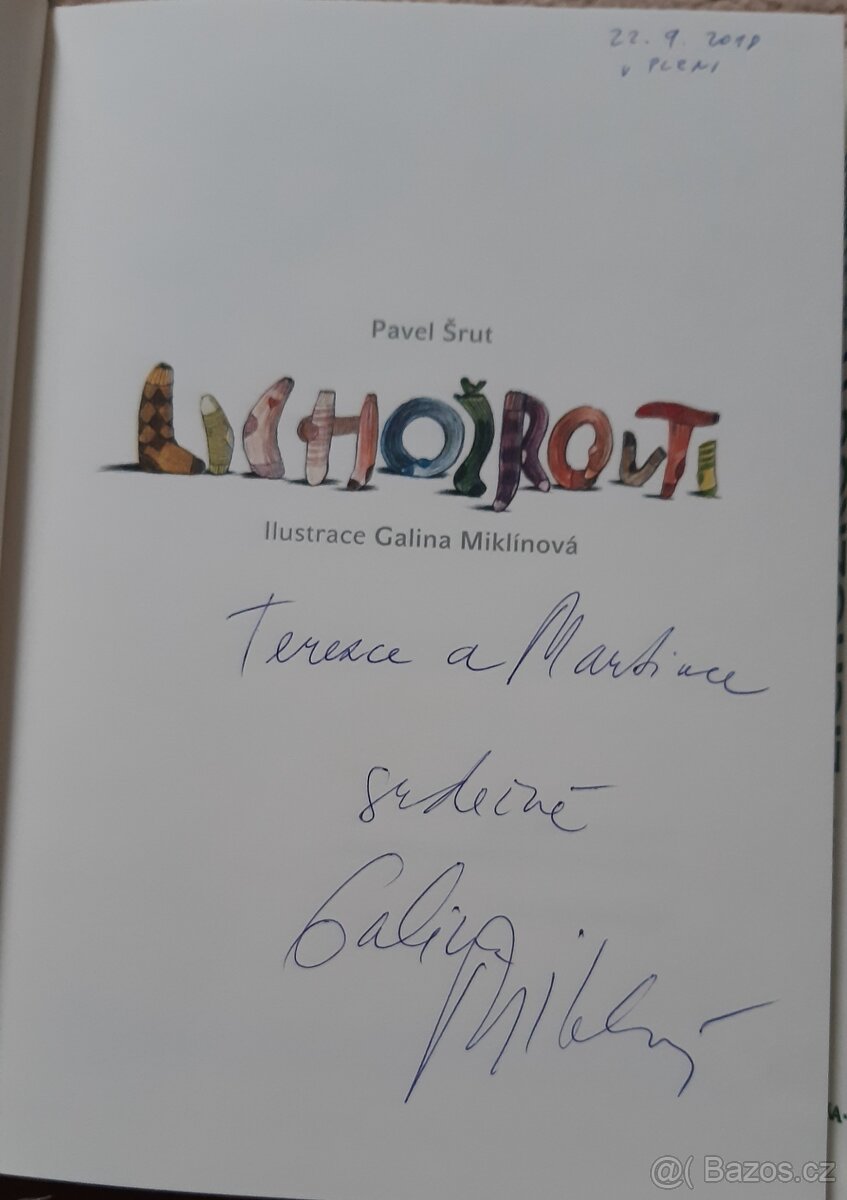 22. 9. 2018
v PLZNI
Pavel Šrut
LICHOŽROUTI
Ilustrace Galina Miklínová
Terezce a Martince
srdečně
Galina
Miklínová
@( Bazos.cz